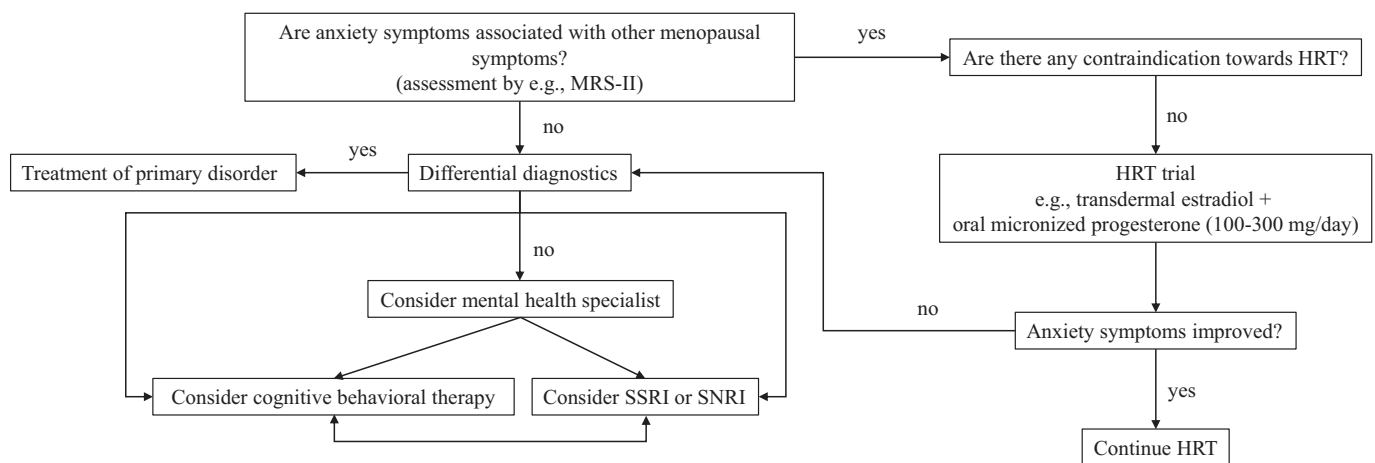 Are anxiety symptoms associated with other menopausal
symptoms?
(assessment by e.g., MRS-II)
yes
Are there any contraindication towards HRT?
no
no
yes
Treatment of primary disorder
Differential diagnostics
HRT trial
e.g., transdermal estradiol +
oral micronized progesterone (100-300 mg/day)
no
Consider mental health specialist
no
Anxiety symptoms improved?
Consider cognitive behavioral therapy
Consider SSRI or SNRI
yes
Continue HRT